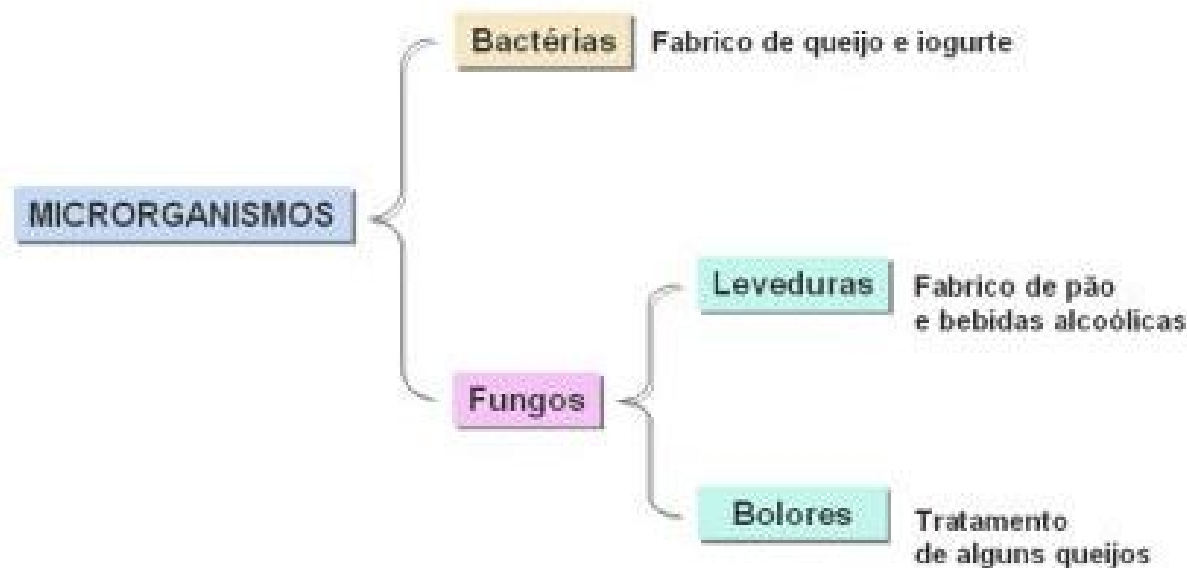 Bactérias Fabrico de queijo e iogurte
MICRORGANISMOS
Leveduras Fabrico de pão
e bebidas alcoólicas
Fungos
Bolores Tratamento
de alguns queijos